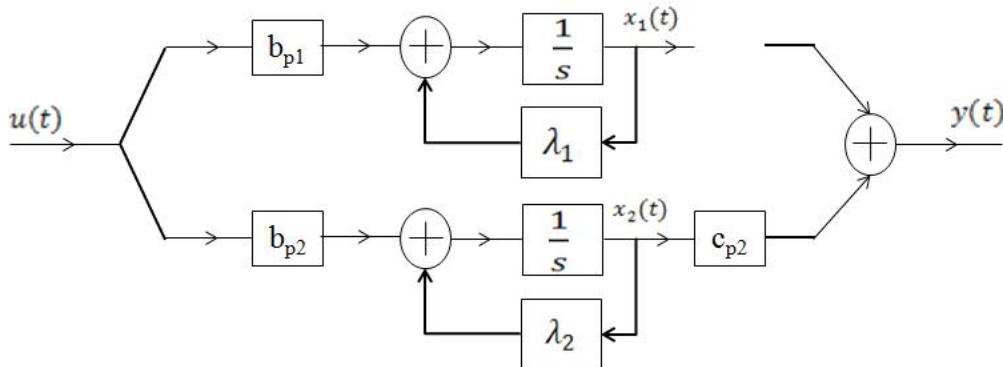 u(t)
b_p1
+
1/s
x_1(t)
λ_1
b_p2
+
1/s
x_2(t)
λ_2
c_p2
+
y(t)